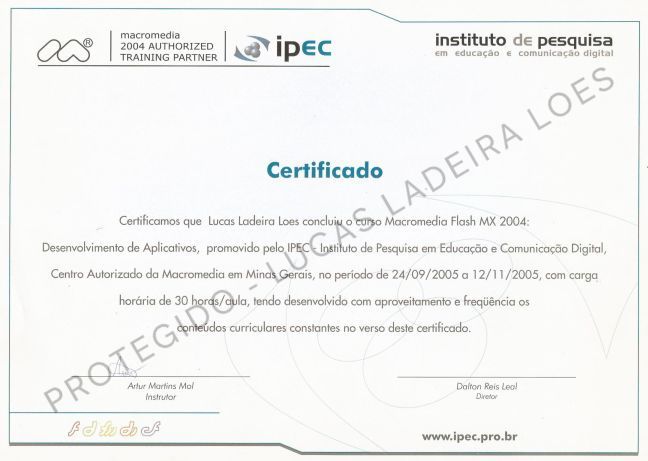 macromedia
2004 AUTHORIZED
TRAINING PARTNER
ipec
instituto de pesquisa
em educação e comunicação digital
Certificado
Certificamos que Lucas Ladeira Loes concluiu o curso Macromedia Flash MX 2004:
Desenvolvimento de Aplicativos, promovido pelo IPEC - Instituto de Pesquisa em Educação e Comunicação Digital,
Centro Autorizado da Macromedia em Minas Gerais, no período de 24/09/2005 a 12/11/2005, com carga
horária de 30 horas/aula, tendo desenvolvido com aproveitamento e freqüência os
conteúdos curriculares constantes no verso deste certificado.
PROTEGIDO - LUCAS LADEIRA LOES
Artur Martins Mol
Instrutor
Dalton Reis Leal
Diretor
www.ipec.pro.br